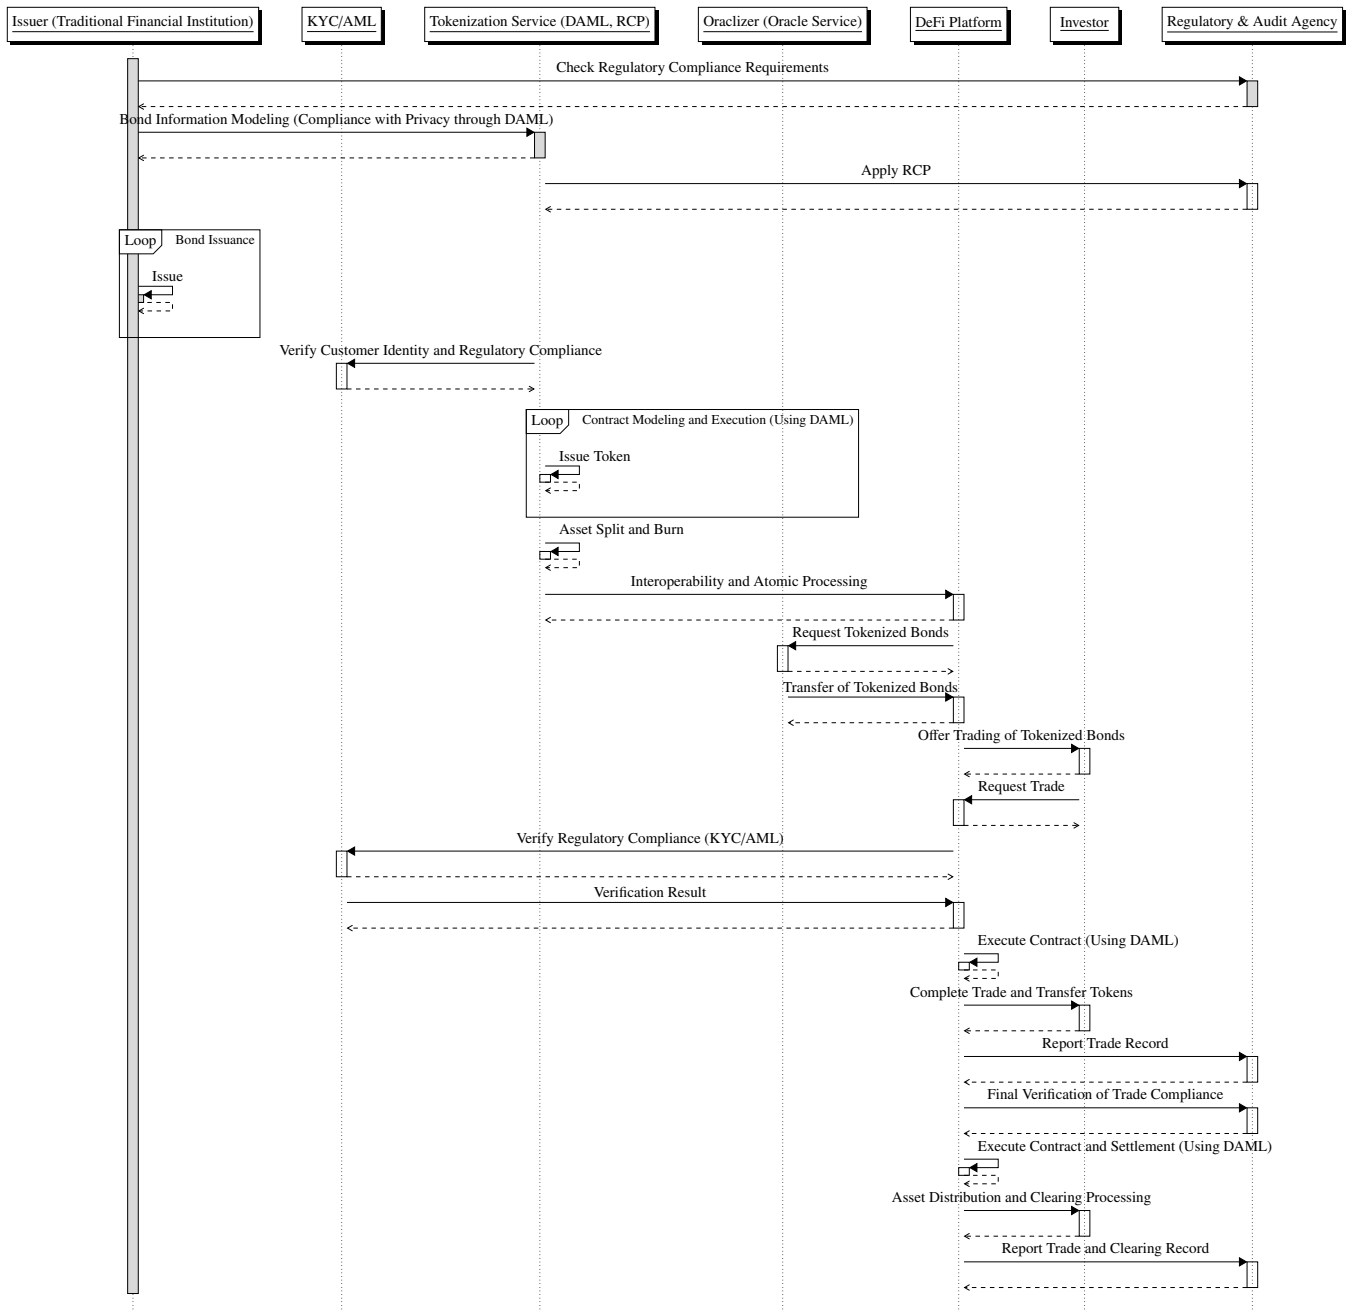 Issuer (Traditional Financial Institution)
KYC/AML
Tokenization Service (DAML, RCP)
Oraclizer (Oracle Service)
DeFi Platform
Investor
Regulatory & Audit Agency
Check Regulatory Compliance Requirements
Bond Information Modeling (Compliance with Privacy through DAML)
Apply RCP
Loop
Bond Issuance
Issue
Verify Customer Identity and Regulatory Compliance
Loop
Contract Modeling and Execution (Using DAML)
Issue Token
Asset Split and Burn
Interoperability and Atomic Processing
Request Tokenized Bonds
Transfer of Tokenized Bonds
Offer Trading of Tokenized Bonds
Request Trade
Verify Regulatory Compliance (KYC/AML)
Verification Result
Execute Contract (Using DAML)
Complete Trade and Transfer Tokens
Report Trade Record
Final Verification of Trade Compliance
Execute Contract and Settlement (Using DAML)
Asset Distribution and Clearing Processing
Report Trade and Clearing Record